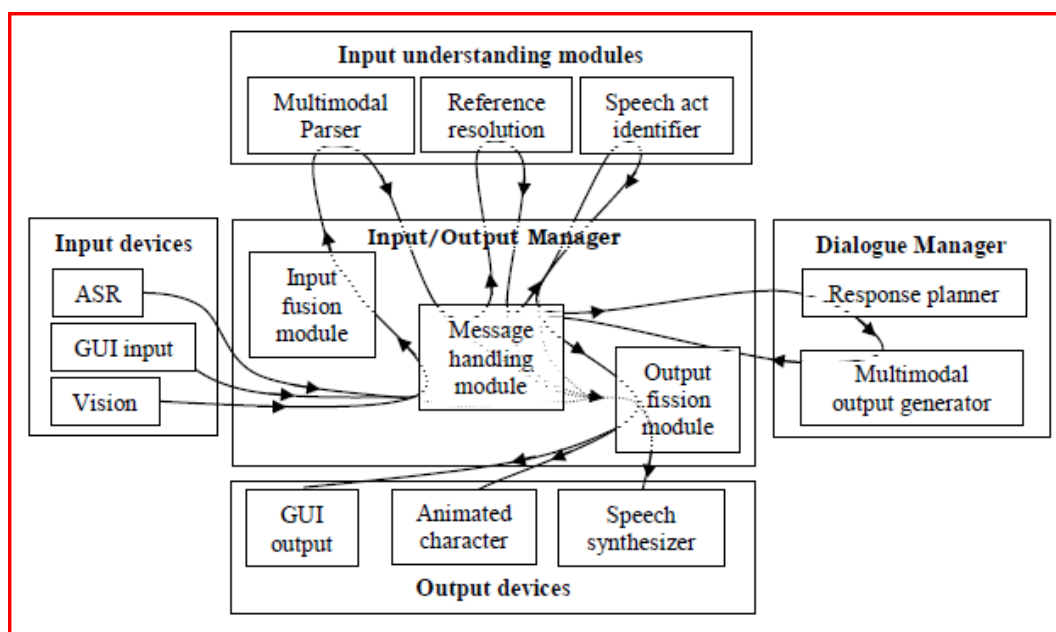 Input understanding modules
Multimodal
Parser
Reference
resolution
Speech act
identifier
Input devices
ASR
GUI input
Vision
Input/Output Manager
Input
fusion
module
Message
handling
module
Output
fission
module
Dialogue Manager
Response planner
Multimodal
output generator
GUI
output
Animated
character
Speech
synthesizer
Output devices